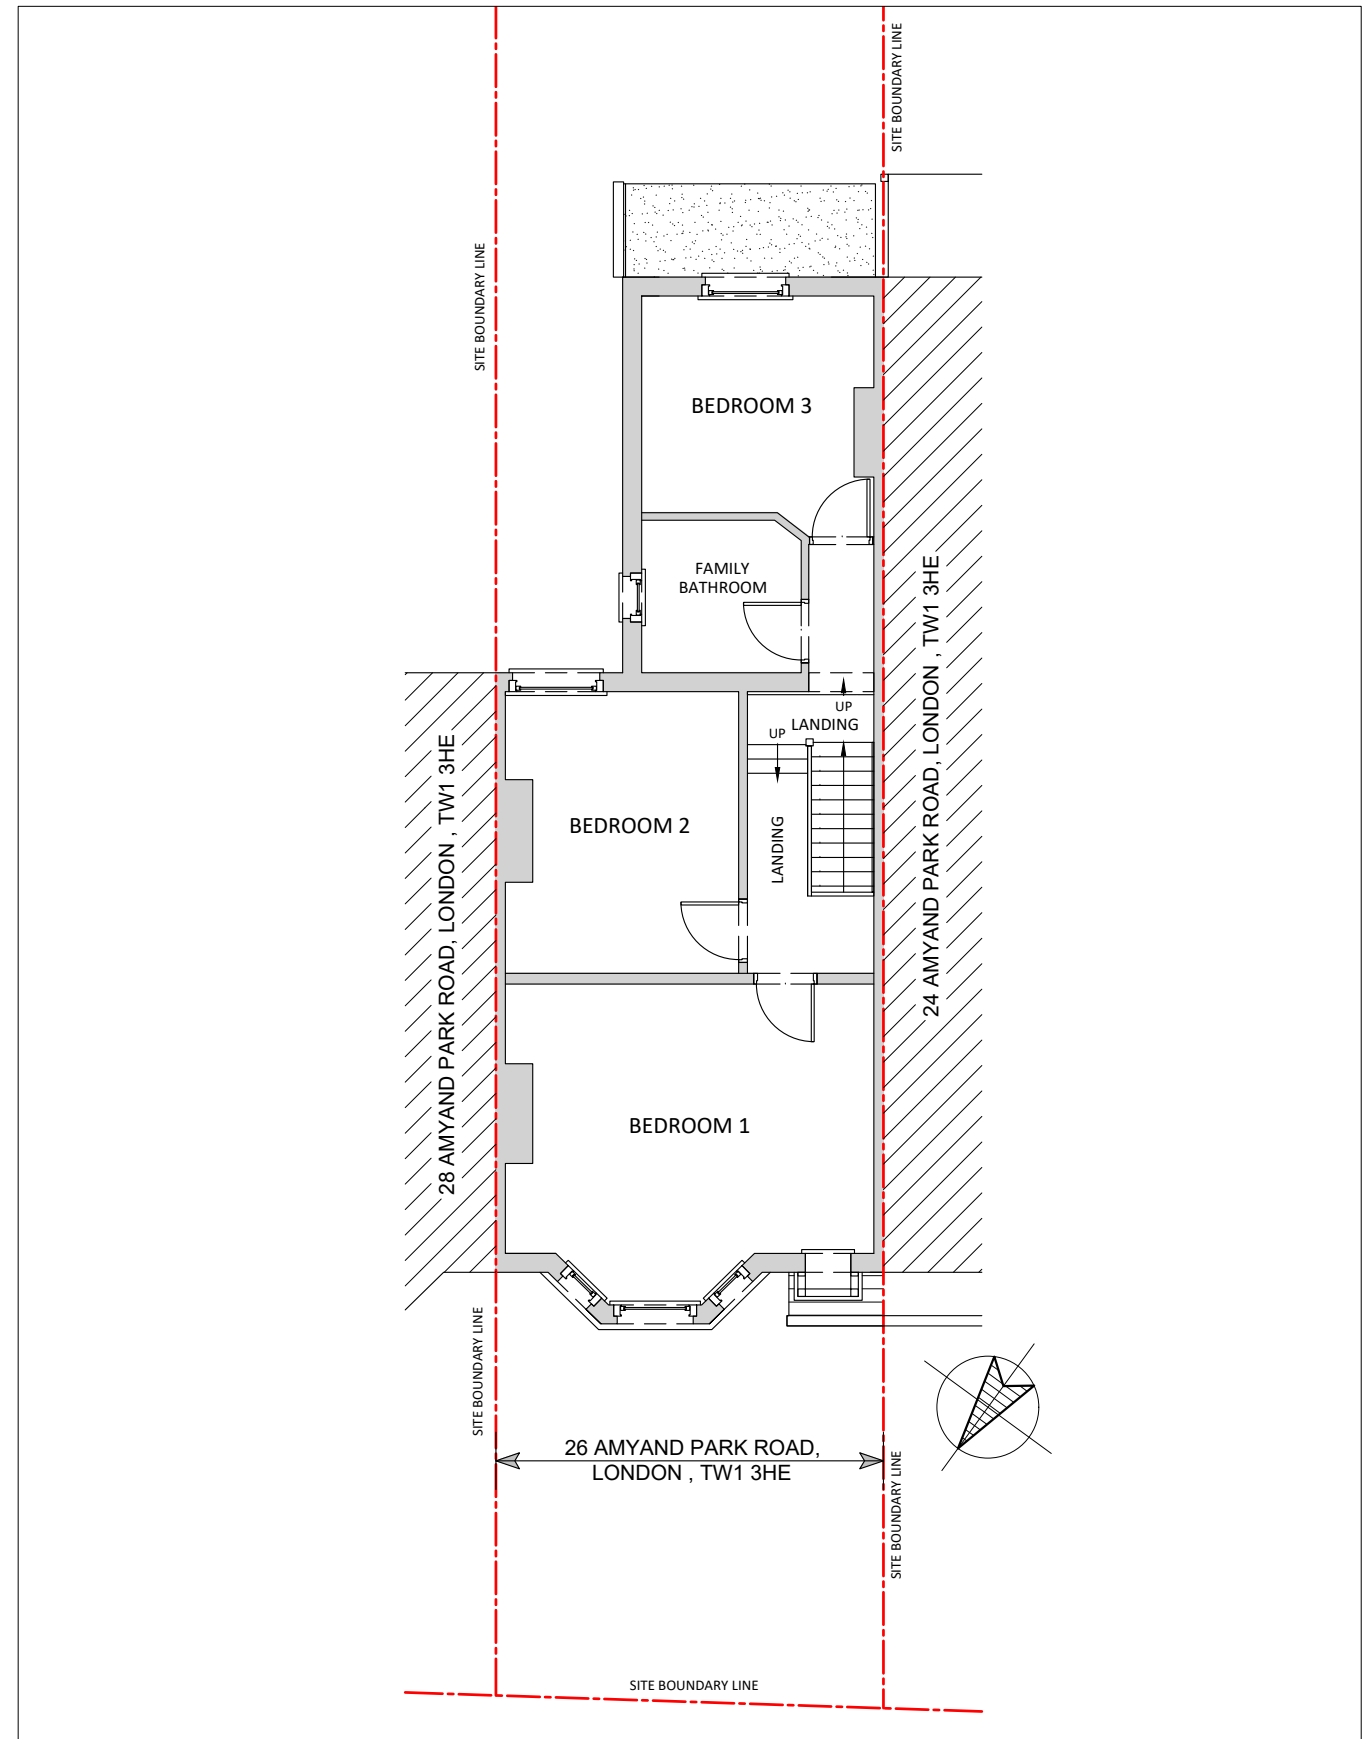 SITE BOUNDARY LINE
SITE BOUNDARY LINE
BEDROOM 3
FAMILY
BATHROOM
24 AMYAND PARK ROAD, LONDON , TW1 3HE
UP
LANDING
UP
28 AMYAND PARK ROAD, LONDON , TW1 3HE
BEDROOM 2
LANDING
BEDROOM 1
SITE BOUNDARY LINE
26 AMYAND PARK ROAD,
LONDON , TW1 3HE
SITE BOUNDARY LINE
SITE BOUNDARY LINE